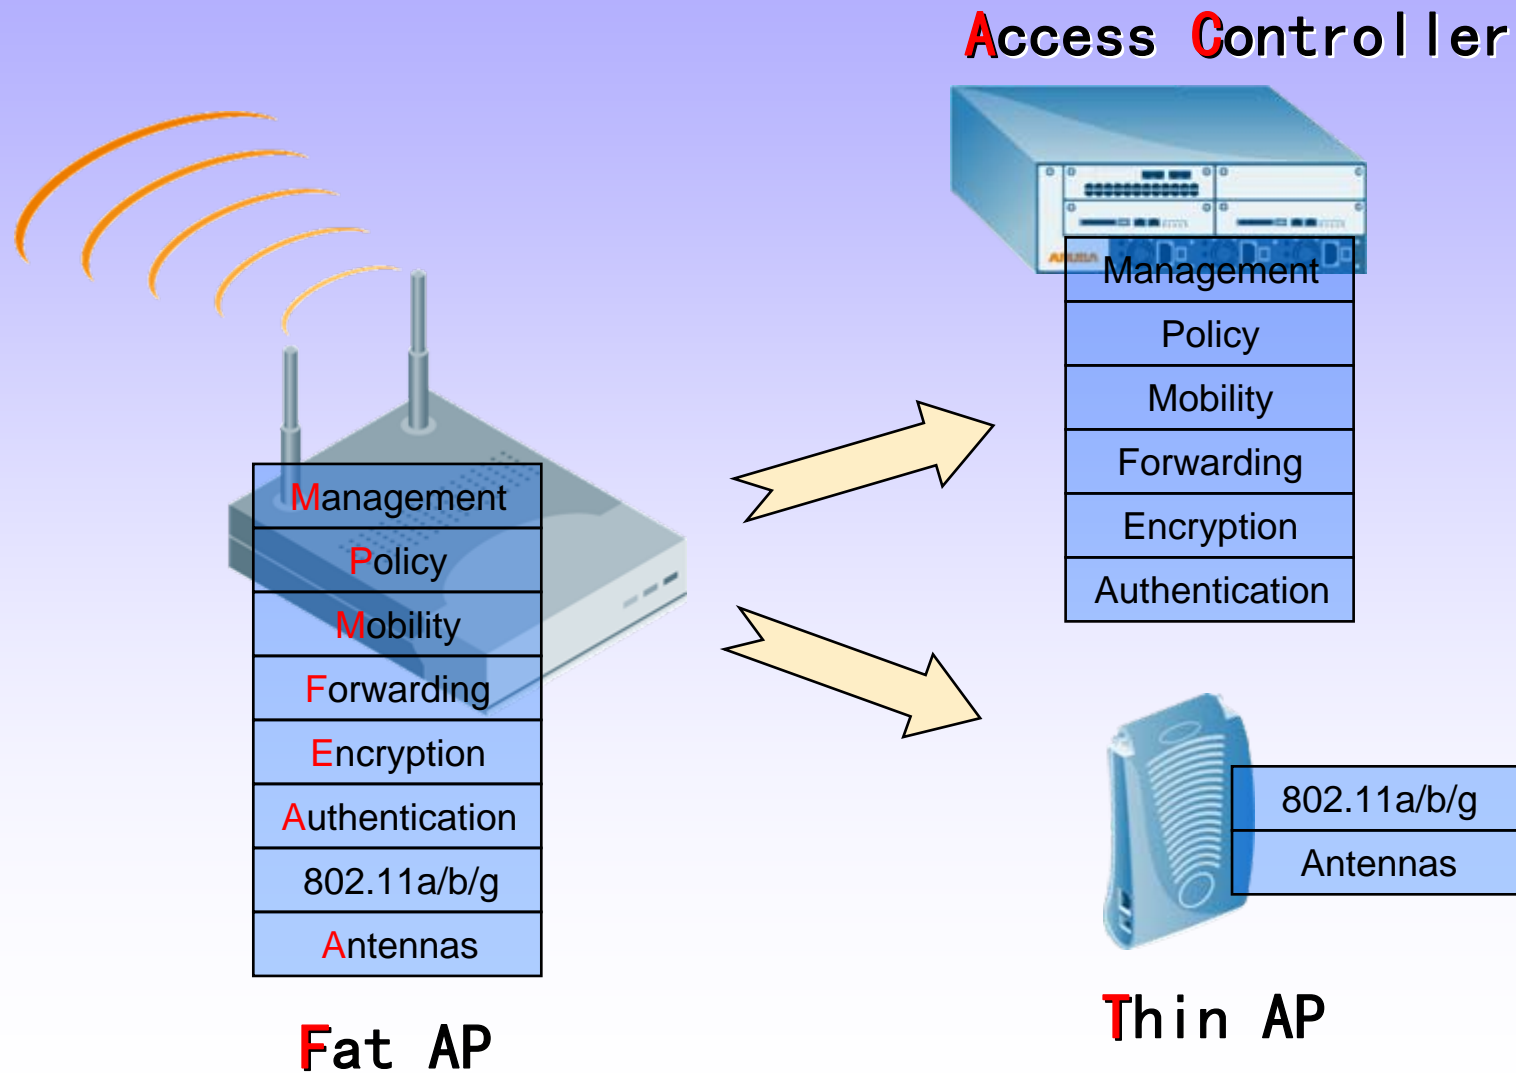 Access Controller
ARUBA
Management
Policy
Mobility
Forwarding
Encryption
Authentication
Management
Policy
Mobility
Forwarding
Encryption
Authentication
802.11a/b/g
Antennas
Fat AP
802.11a/b/g
Antennas
Thin AP